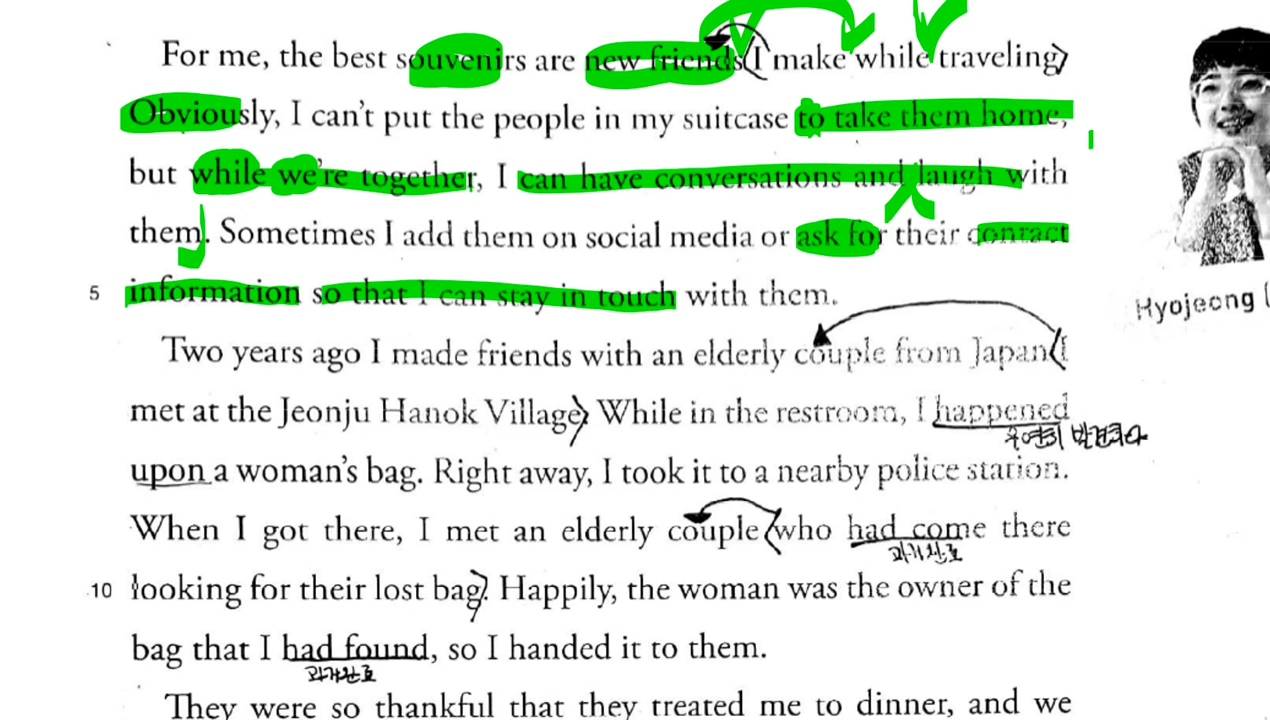 For me, the best souvenirs are new friends I make while traveling.
Obviously, I can't put the people in my suitcase to take them home,
but while we're together, I can have conversations and laugh with
them. Sometimes I add them on social media or ask for their contact
5 information so that I can stay in touch with them.
Hyojeong (
Two years ago I made friends with an elderly couple from Japan I
met at the Jeonju Hanok Village. While in the restroom, I happened
우연히 발견하다
upon a woman's bag. Right away, I took it to a nearby police station.
When I got there, I met an elderly couple who had come there
과거완료
10 looking for their lost bag. Happily, the woman was the owner of the
bag that I had found, so I handed it to them.
과거완료
They were so thankful that they treated me to dinner, and we